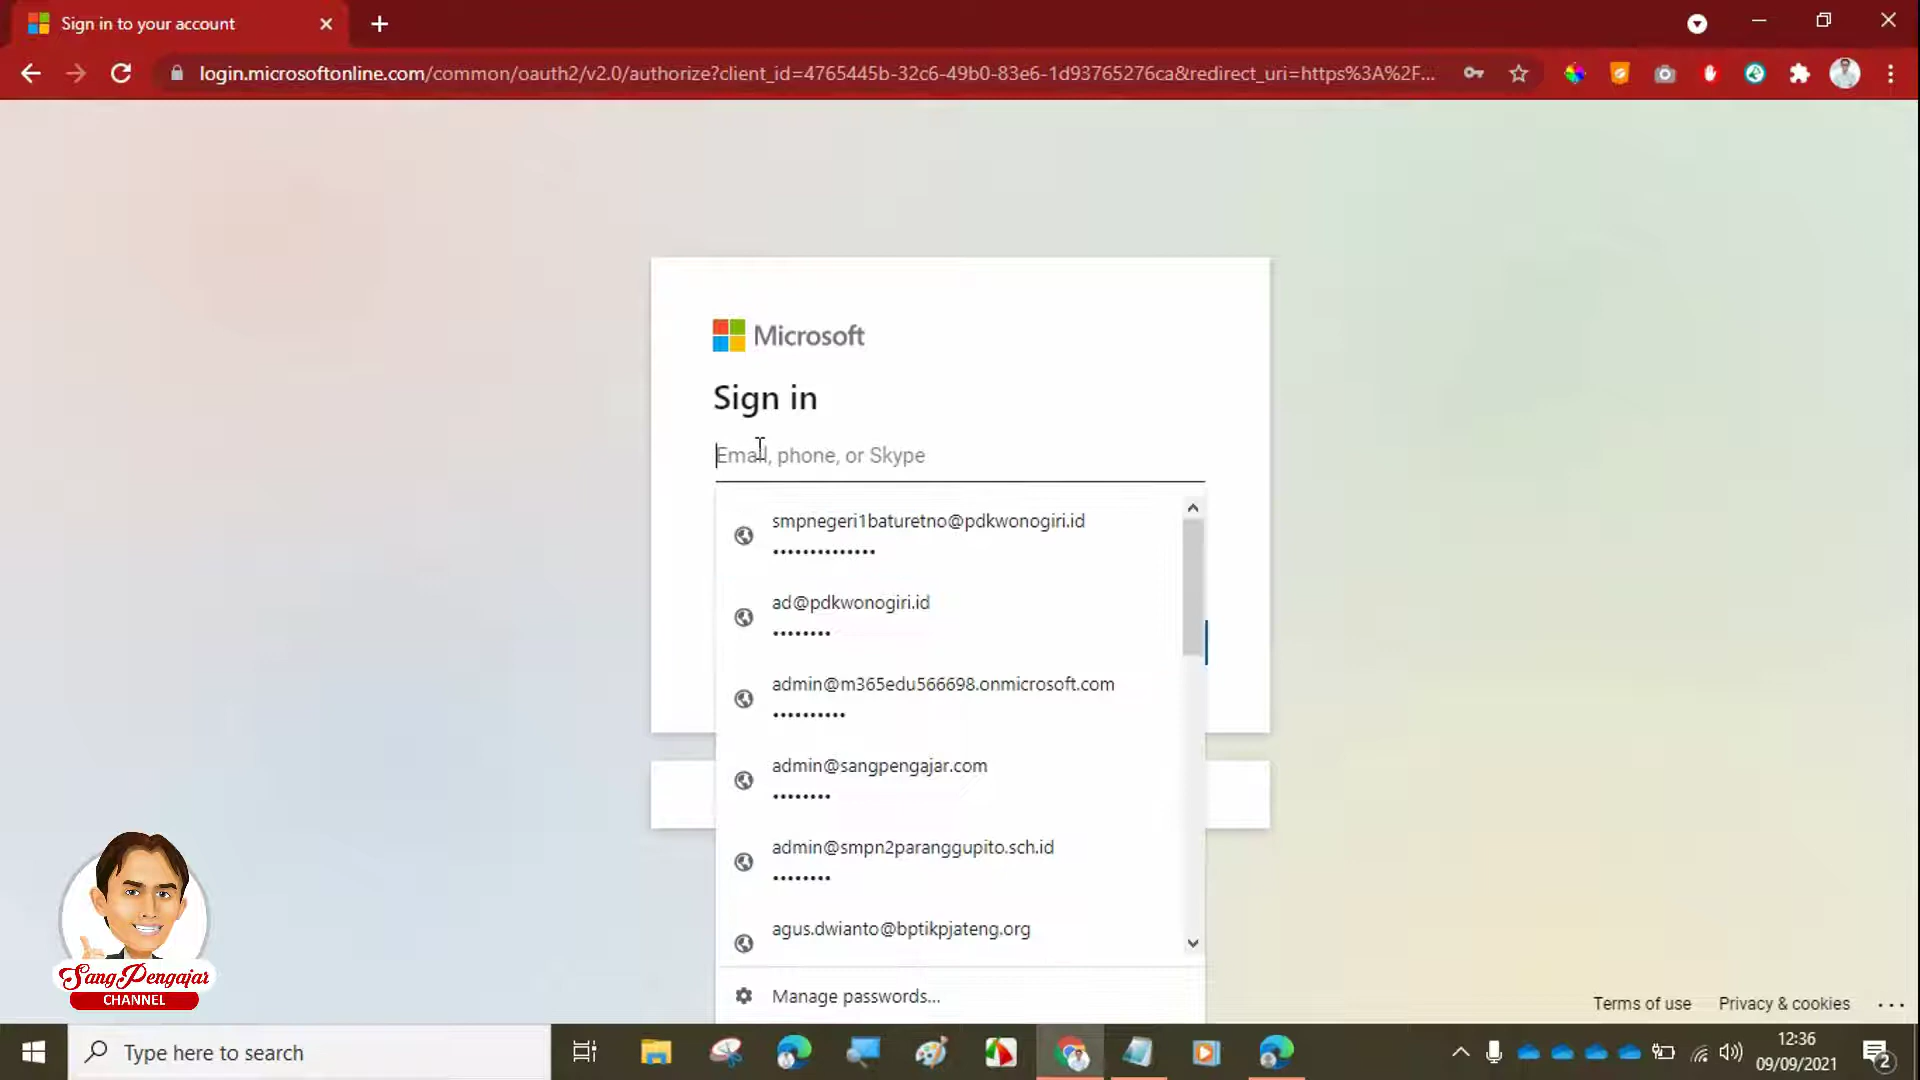 Sign in to your account
login.microsoftonline.com/common/oauth2/v2.0/authorize?client_id=4765445b-32c6-49b0-83e6-1d93765276ca&redirect_uri=https%3A%2F...
Microsoft
Sign in
Email, phone, or Skype
smpnegeri1baturetno@pdkwonogiri.id
••••••••••••••
ad@pdkwonogiri.id
••••••••
admin@m365edu566698.onmicrosoft.com
••••••••••
admin@sangpengajar.com
••••••••
admin@smpn2paranggupito.sch.id
••••••••
agus.dwianto@bptikpjateng.org
Manage passwords...
SangPengajar
CHANNEL
Terms of use Privacy & cookies ...
Type here to search
12:36
09/09/2021
2